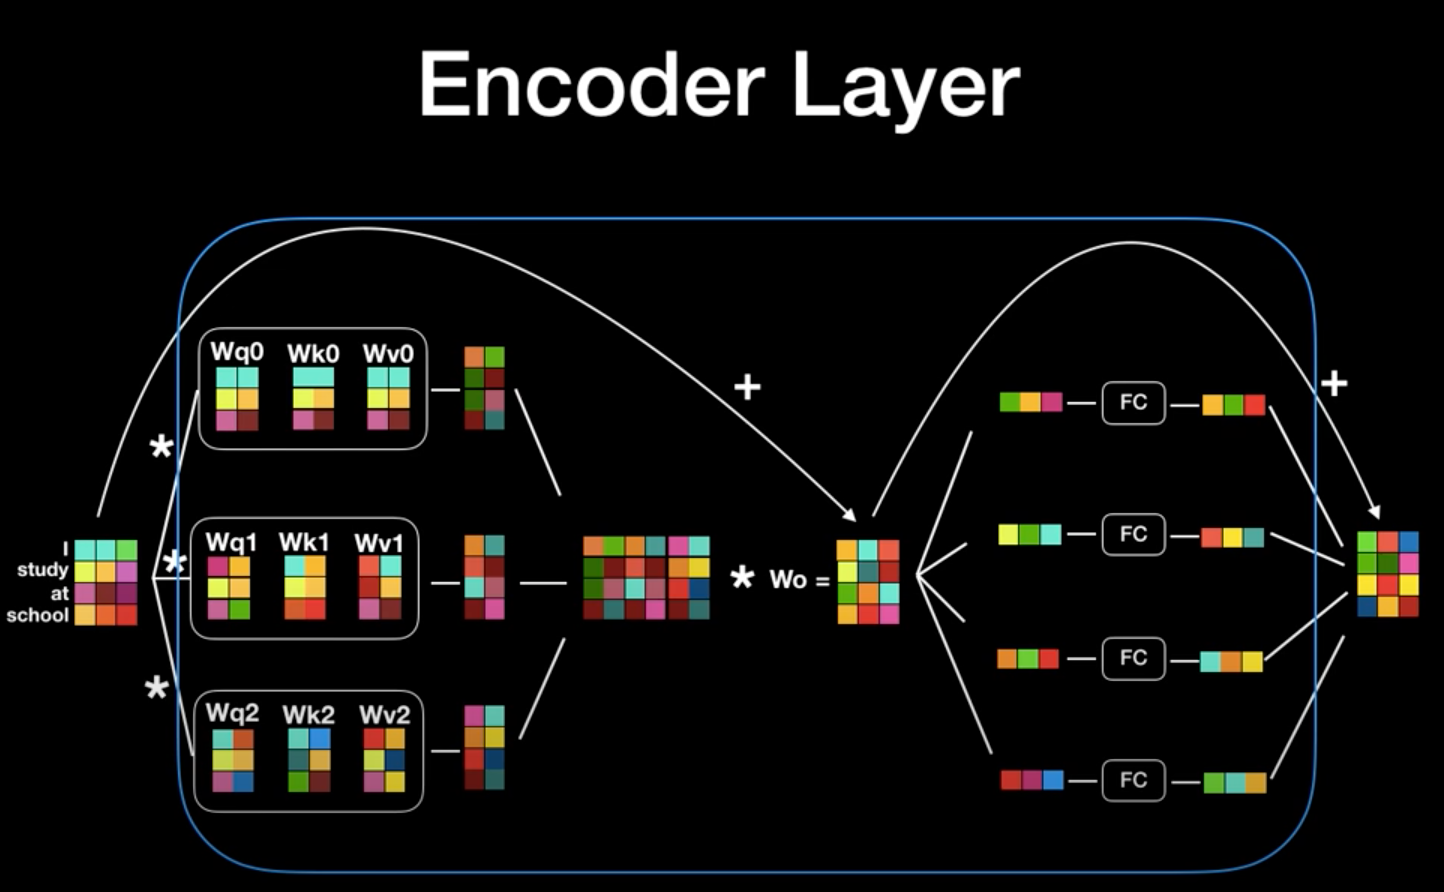 Encoder Layer
Wq0 Wk0 Wv0
+
+
FC
*
I
study
at
school
*
Wq1 Wk1 Wv1
* Wo =
FC
FC
*
Wq2 Wk2 Wv2
FC